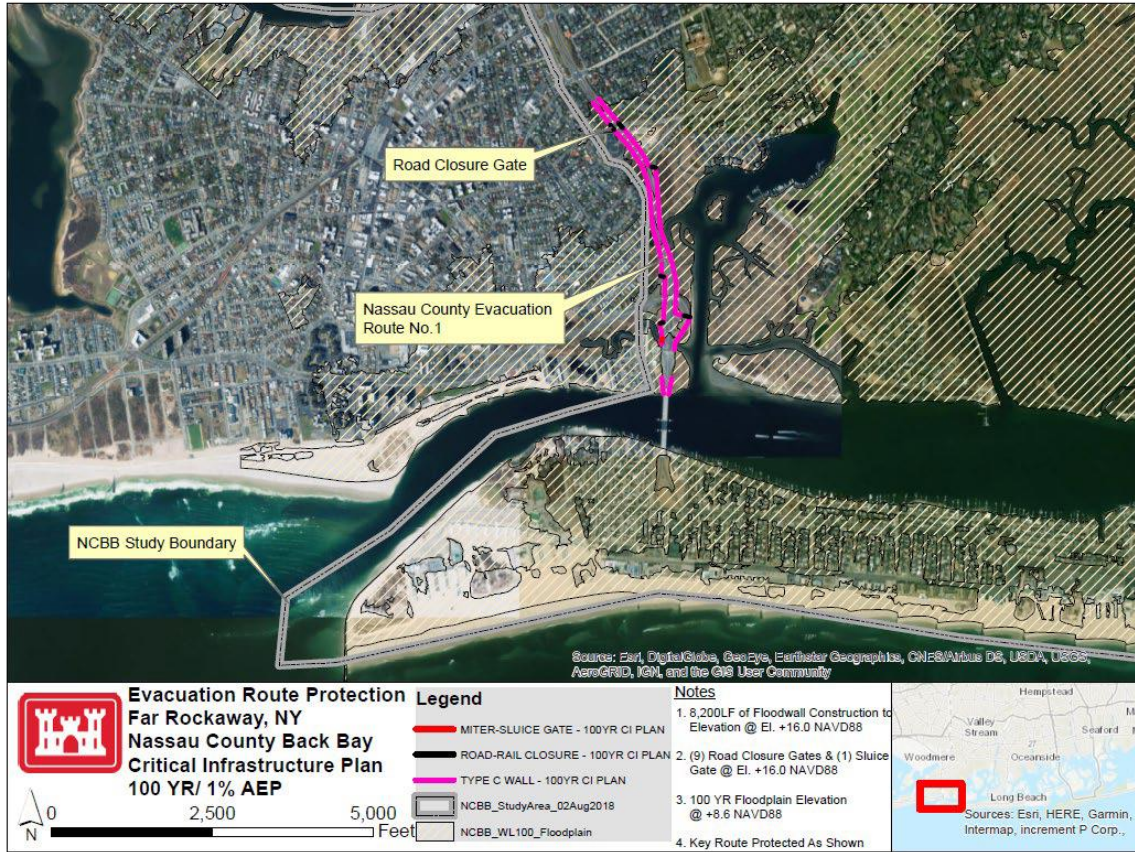 Road Closure Gate
Nassau County Evacuation
Route No.1
NCBB Study Boundary
Source: Esri, DigitalGlobe, GeoEye, Earthstar Geographics, CNES/Airbus DS, USDA, USGS,
AeroGRID, IGN, and the GIS User Community
Evacuation Route Protection
Far Rockaway, NY
Nassau County Back Bay
Critical Infrastructure Plan
100 YR/ 1% AEP
N
0 2,500 5,000
Feet
Legend
MITER-SLUICE GATE - 100YR CI PLAN
ROAD-RAIL CLOSURE - 100YR CI PLAN
TYPE C WALL - 100YR CI PLAN
NCBB_StudyArea_02Aug2018
NCBB_WL100_Floodplain
Notes
1. 8,200LF of Floodwall Construction to
Elevation @ El. +16.0 NAVD88
2. (9) Road Closure Gates & (1) Sluice
Gate @ El. +16.0 NAVD88
3. 100 YR Floodplain Elevation
@ +8.6 NAVD88
4. Key Route Protected As Shown
Hempstead
Valley
Stream
Seaford
M
27
Woodmere
Oceanside
N
Long Beach
Sources: Esri, HERE, Garmin,
Intermap, increment P Corp.,